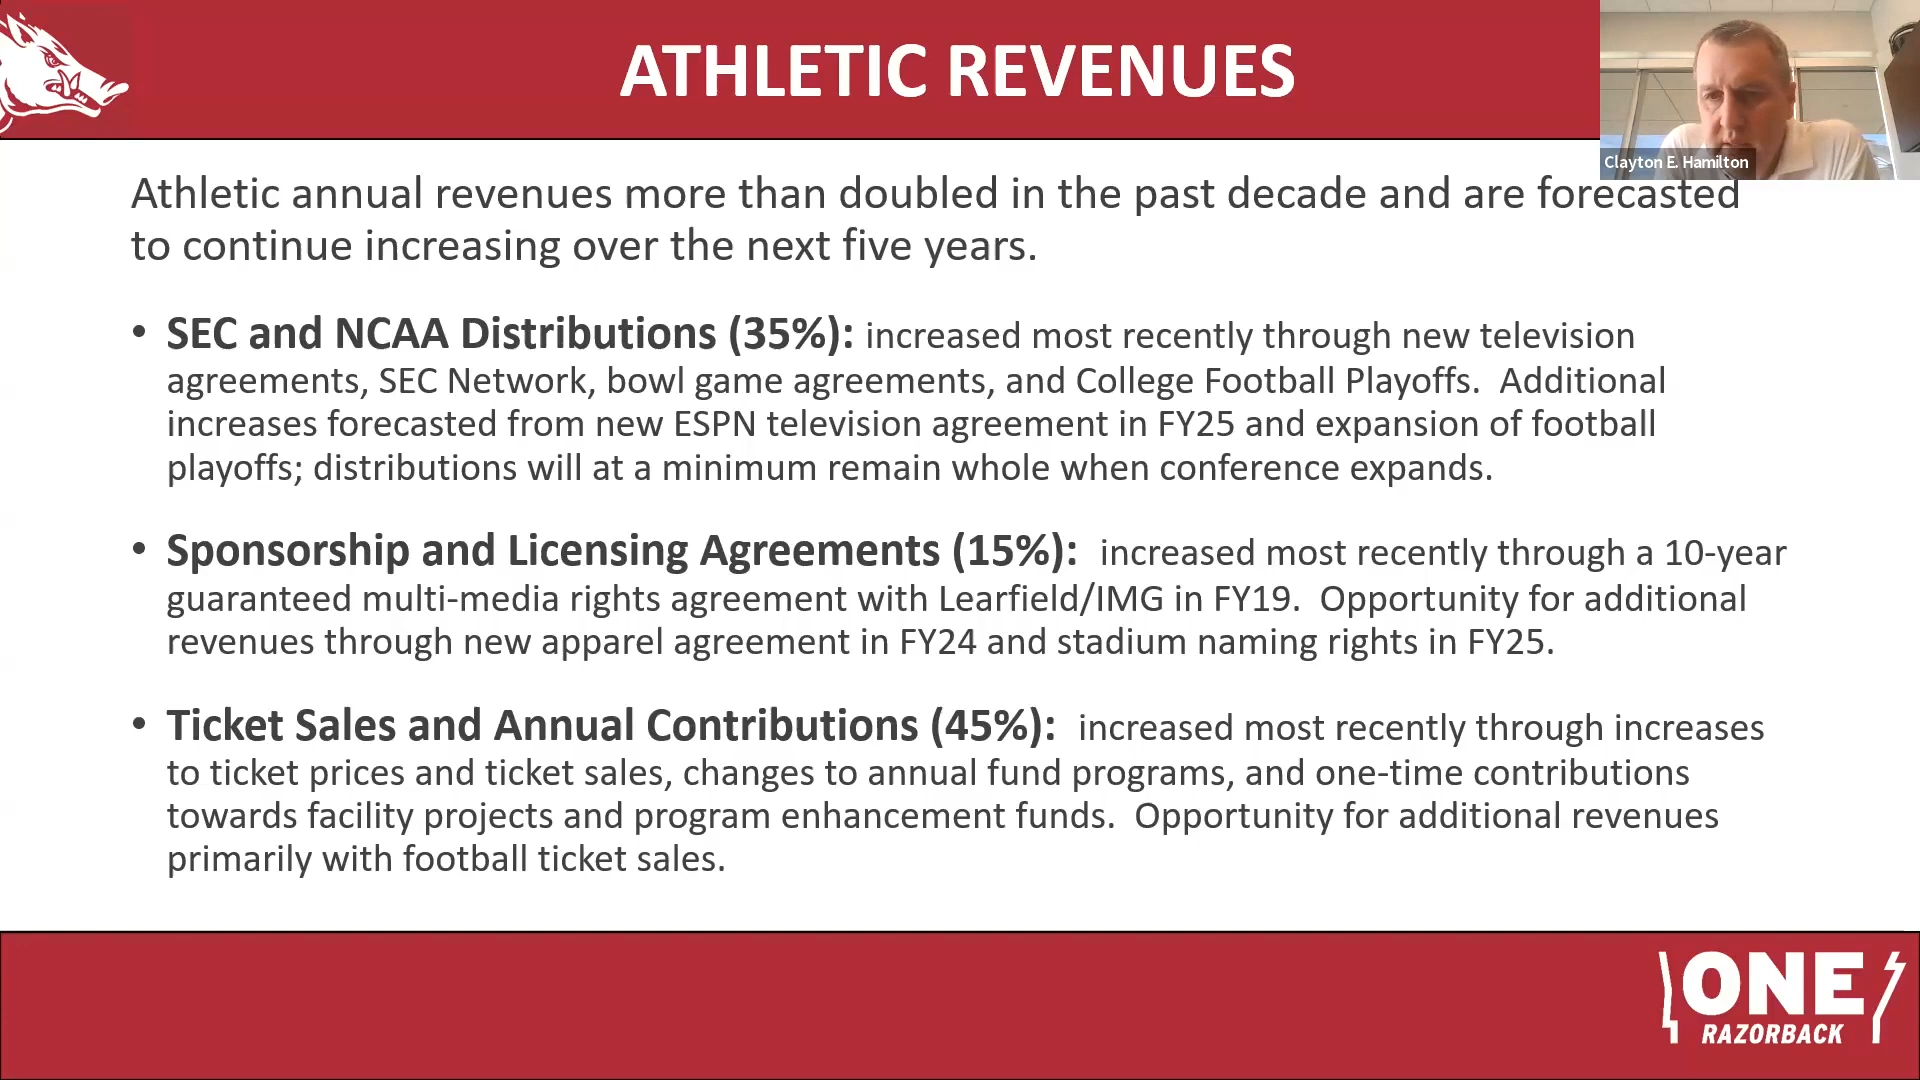 ATHLETIC REVENUES
Clayton E. Hamilton
Athletic annual revenues more than doubled in the past decade and are forecasted
to continue increasing over the next five years.
• SEC and NCAA Distributions (35%): increased most recently through new television
agreements, SEC Network, bowl game agreements, and College Football Playoffs.  Additional
increases forecasted from new ESPN television agreement in FY25 and expansion of football
playoffs; distributions will at a minimum remain whole when conference expands.
• Sponsorship and Licensing Agreements (15%):  increased most recently through a 10-year
guaranteed multi-media rights agreement with Learfield/IMG in FY19.  Opportunity for additional
revenues through new apparel agreement in FY24 and stadium naming rights in FY25.
• Ticket Sales and Annual Contributions (45%):  increased most recently through increases
to ticket prices and ticket sales, changes to annual fund programs, and one-time contributions
towards facility projects and program enhancement funds.  Opportunity for additional revenues
primarily with football ticket sales.
ONE
RAZORBACK